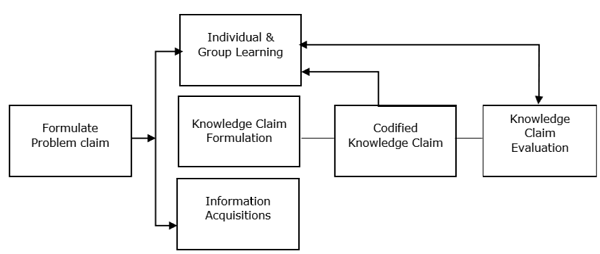 Individual &
Group Learning
Formulate
Problem claim
Knowledge Claim
Formulation
Codified
Knowledge Claim
Knowledge
Claim
Evaluation
Information
Acquisitions